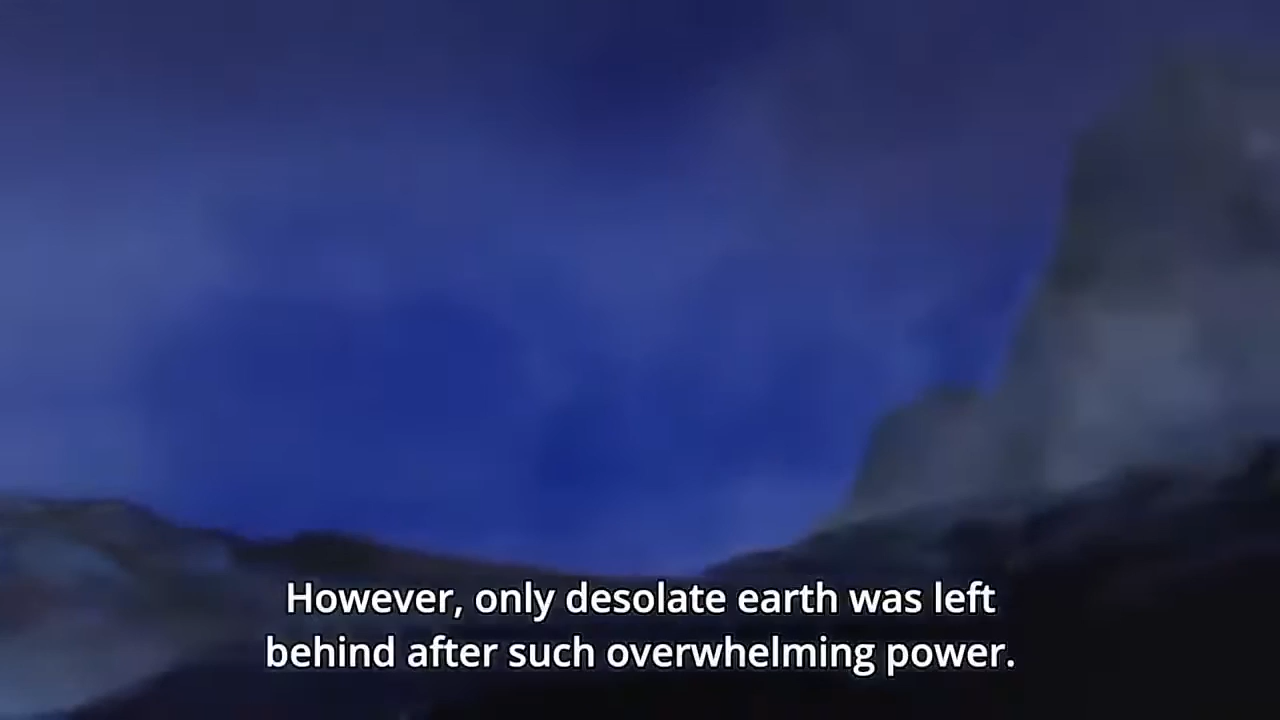 However, only desolate earth was left
behind after such overwhelming power.